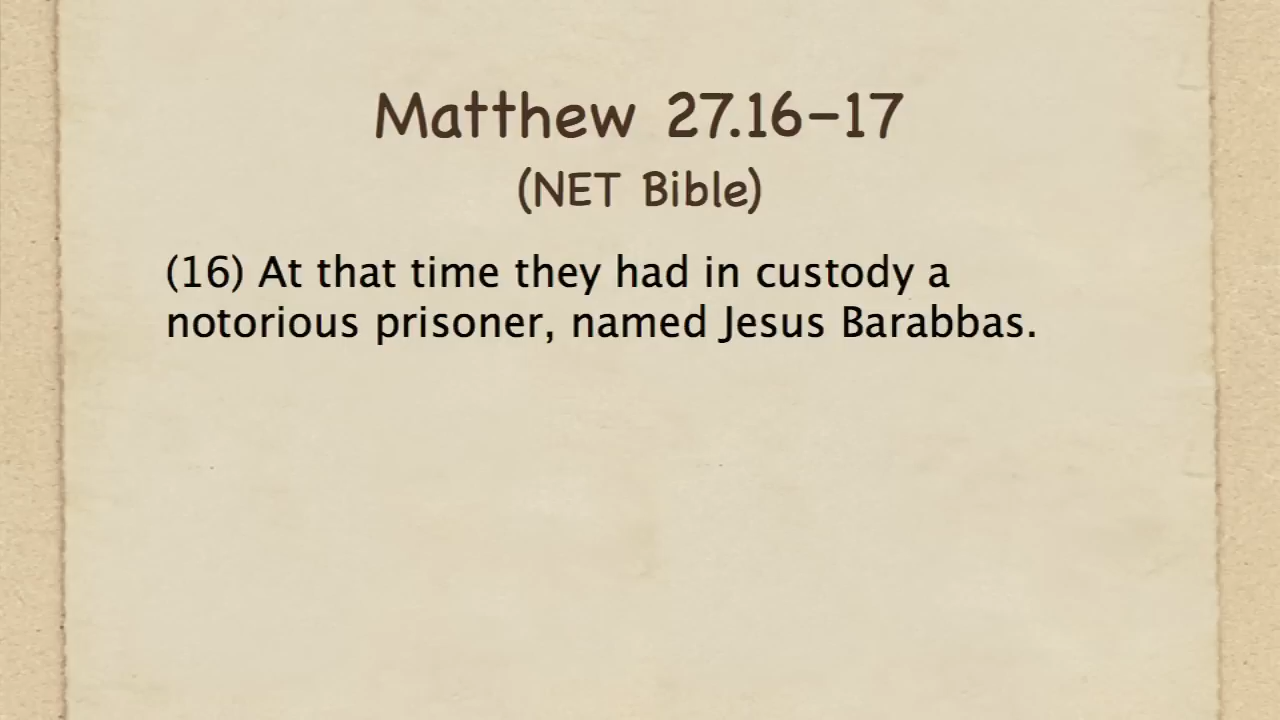 Matthew 27.16–17
(NET Bible)
(16) At that time they had in custody a
notorious prisoner, named Jesus Barabbas.